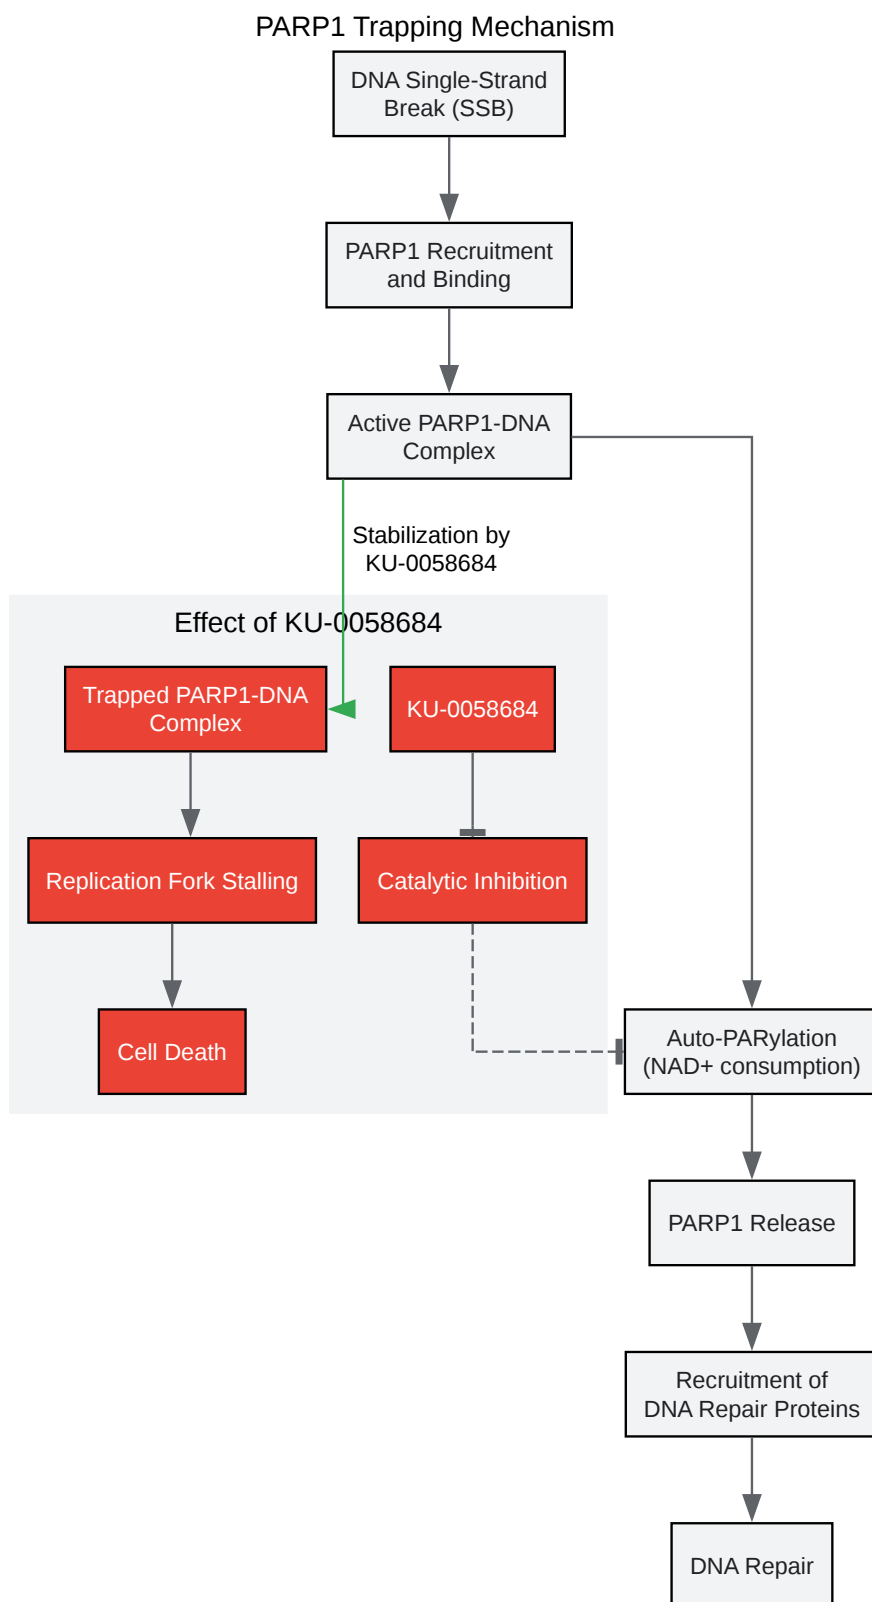 PARP1 Trapping Mechanism
DNA Single-Strand
Break (SSB)
PARP1 Recruitment
and Binding
Active PARP1-DNA
Complex
Stabilization by
KU-0058684
Effect of KU-0058684
Trapped PARP1-DNA
Complex
KU-0058684
Replication Fork Stalling
Catalytic Inhibition
Cell Death
Auto-PARylation
(NAD+ consumption)
PARP1 Release
Recruitment of
DNA Repair Proteins
DNA Repair